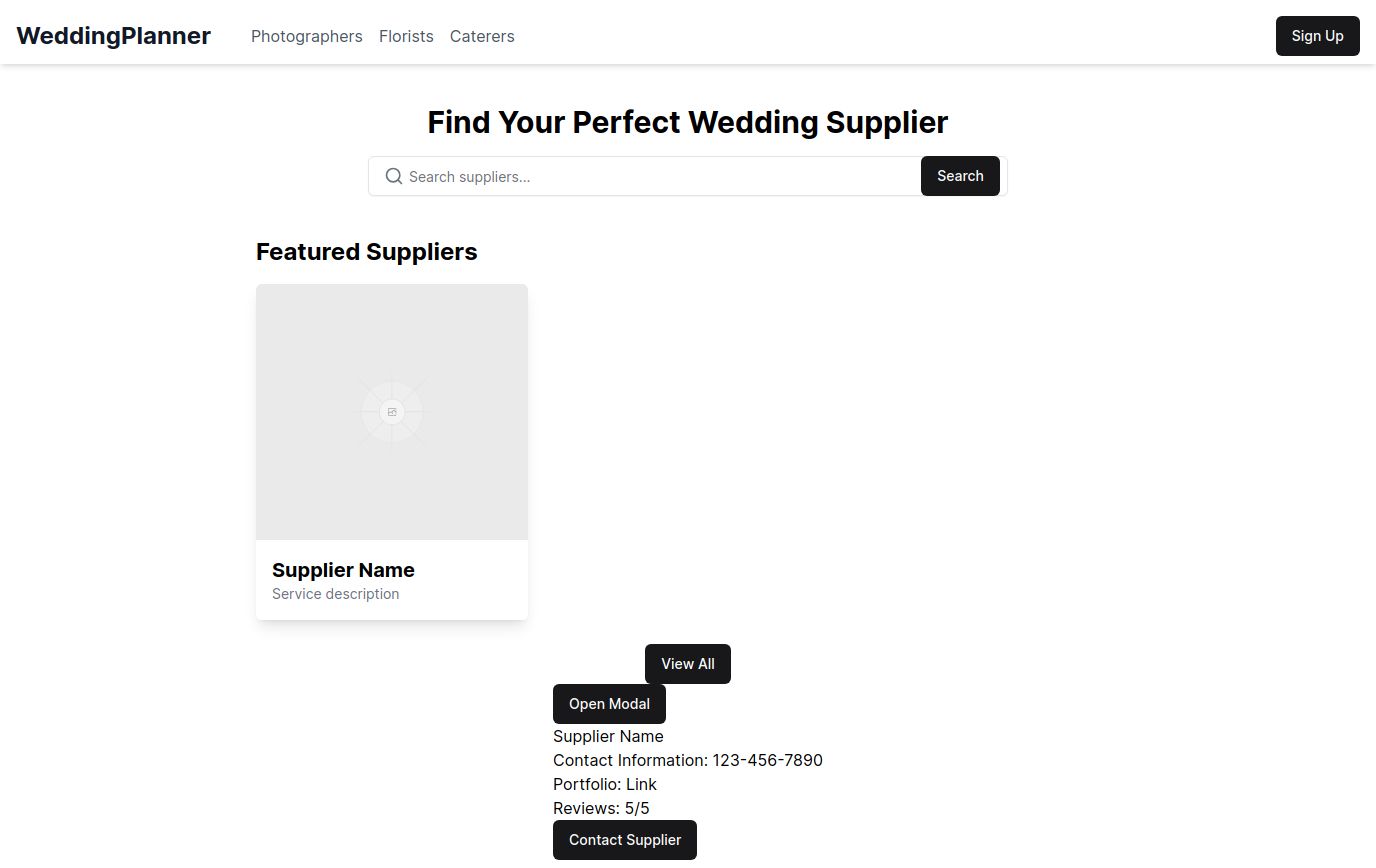 WeddingPlanner
Photographers Florists Caterers
Sign Up
Find Your Perfect Wedding Supplier
Search suppliers...
Search
Featured Suppliers
Supplier Name
Service description
View All
Open Modal
Supplier Name
Contact Information: 123-456-7890
Portfolio: Link
Reviews: 5/5
Contact Supplier